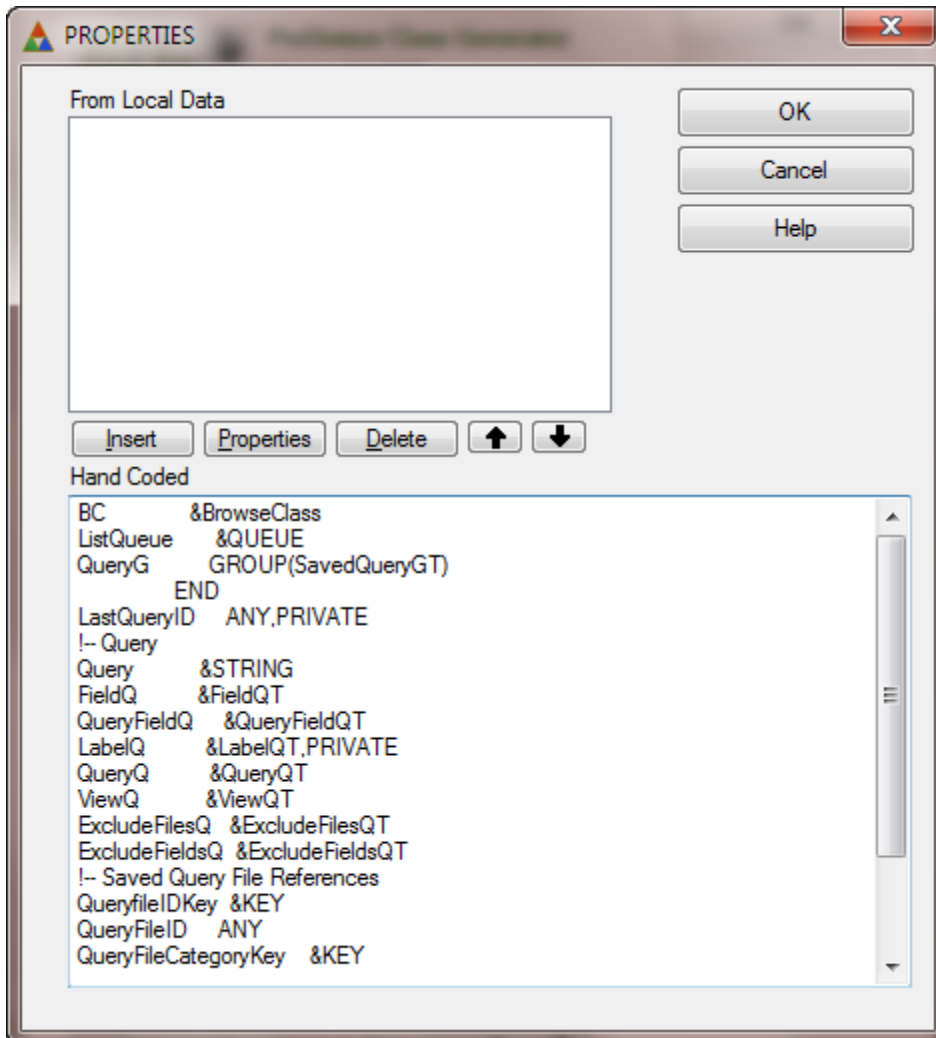 PROPERTIES
From Local Data
OK
Cancel
Help
Insert Properties Delete
Hand Coded
BC &BrowseClass
ListQueue &QUEUE
QueryG GROUP(SavedQueryGT)
END
LastQueryID ANY,PRIVATE
!-- Query
Query &STRING
FieldQ &FieldQT
QueryFieldQ &QueryFieldQT
LabelQ &LabelQT,PRIVATE
QueryQ &QueryQT
ViewQ &ViewQT
ExcludeFilesQ &ExcludeFilesQT
ExcludeFieldsQ &ExcludeFieldsQT
!-- Saved Query File References
QueryfileIDKey &KEY
QueryFileID ANY
QueryFileCategoryKey &KEY